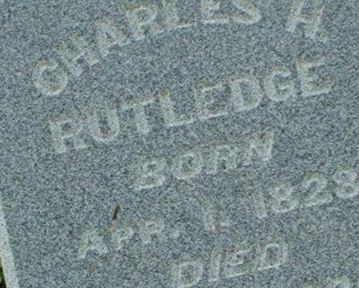 CHARLES H.
RUTLEDGE
BORN
APR. 1. 1828
DIED